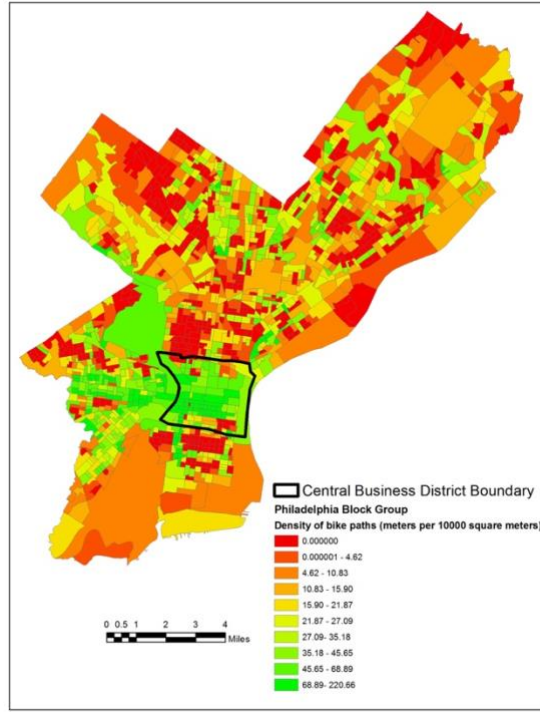 Central Business District Boundary
Philadelphia Block Group
Density of bike paths (meters per 10000 square meters)
0.000000
0.000001 - 4.62
4.62 - 10.83
10.83 - 15.90
15.90 - 21.87
21.87 - 27.09
27.09- 35.18
35.18 - 45.65
45.65 - 68.89
68.89- 220.66
0 0.5 1 2 3 4
Miles